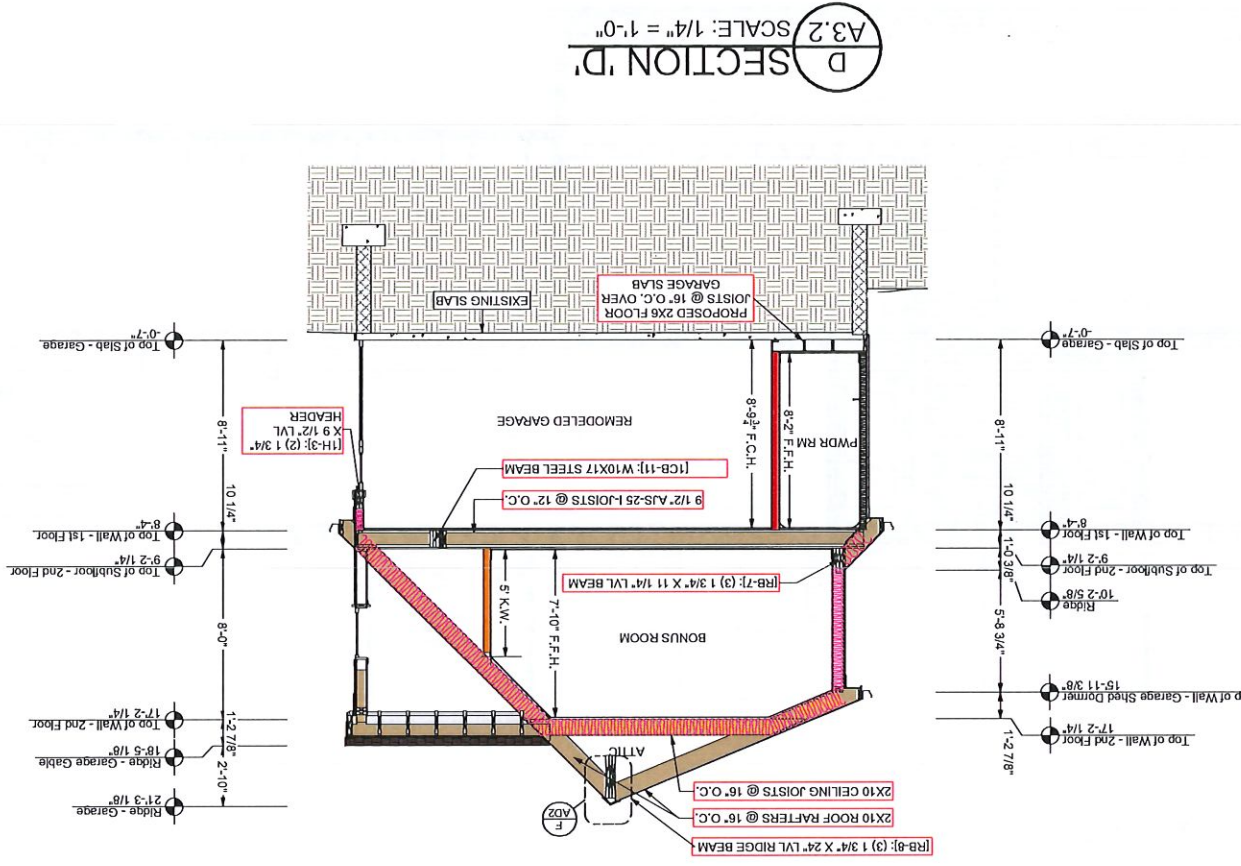 [RB-8]: (3) 1 3/4" X 24" LVL RIDGE BEAM
2X10 ROOF RAFTERS @ 16" O.C.
2X10 CEILING JOISTS @ 16" O.C.
F
AD2
ATTIC
Ridge - Garage
21'-3 1/8"
Ridge - Garage Gable
18'-5 1/8"
Top of Wall - 2nd Floor
17'-2 1/4"
Top of Subfloor - 2nd Floor
9'-2 1/4"
Top of Wall - 1st Floor
8'-4"
Top of Slab - Garage
-0'-7"
2'-10"
1'-2 7/8"
8'-0"
10 1/4"
8'-11"
Top of Wall - 2nd Floor
17'-2 1/4"
p of Wall - Garage Shed Dormer
15'-11 3/8"
Ridge
10'-2 5/8"
Top of Subfloor - 2nd Floor
9'-2 1/4"
Top of Wall - 1st Floor
8'-4"
Top of Slab - Garage
-0'-7"
1'-2 7/8"
5'-8 3/4"
1'-0 3/8"
10 1/4"
8'-11"
BONUS ROOM
7'-10" F.F.H.
5' K.W.
[RB-7]: (3) 1 3/4" X 11 1/4" LVL BEAM
9 1/2" AJS-25 I-JOISTS @ 12" O.C.
[1CB-11]: W10X17 STEEL BEAM
[1H-3]: (2) 1 3/4"
X 9 1/2" LVL
HEADER
PWDR RM
8'-2" F.F.H.
8'-9 3/4" F.C.H.
REMODELED GARAGE
PROPOSED 2X6 FLOOR
JOISTS @ 16" O.C. OVER
GARAGE SLAB
EXISTING SLAB
D
A3.2
SECTION 'D'
SCALE: 1/4" = 1'-0"